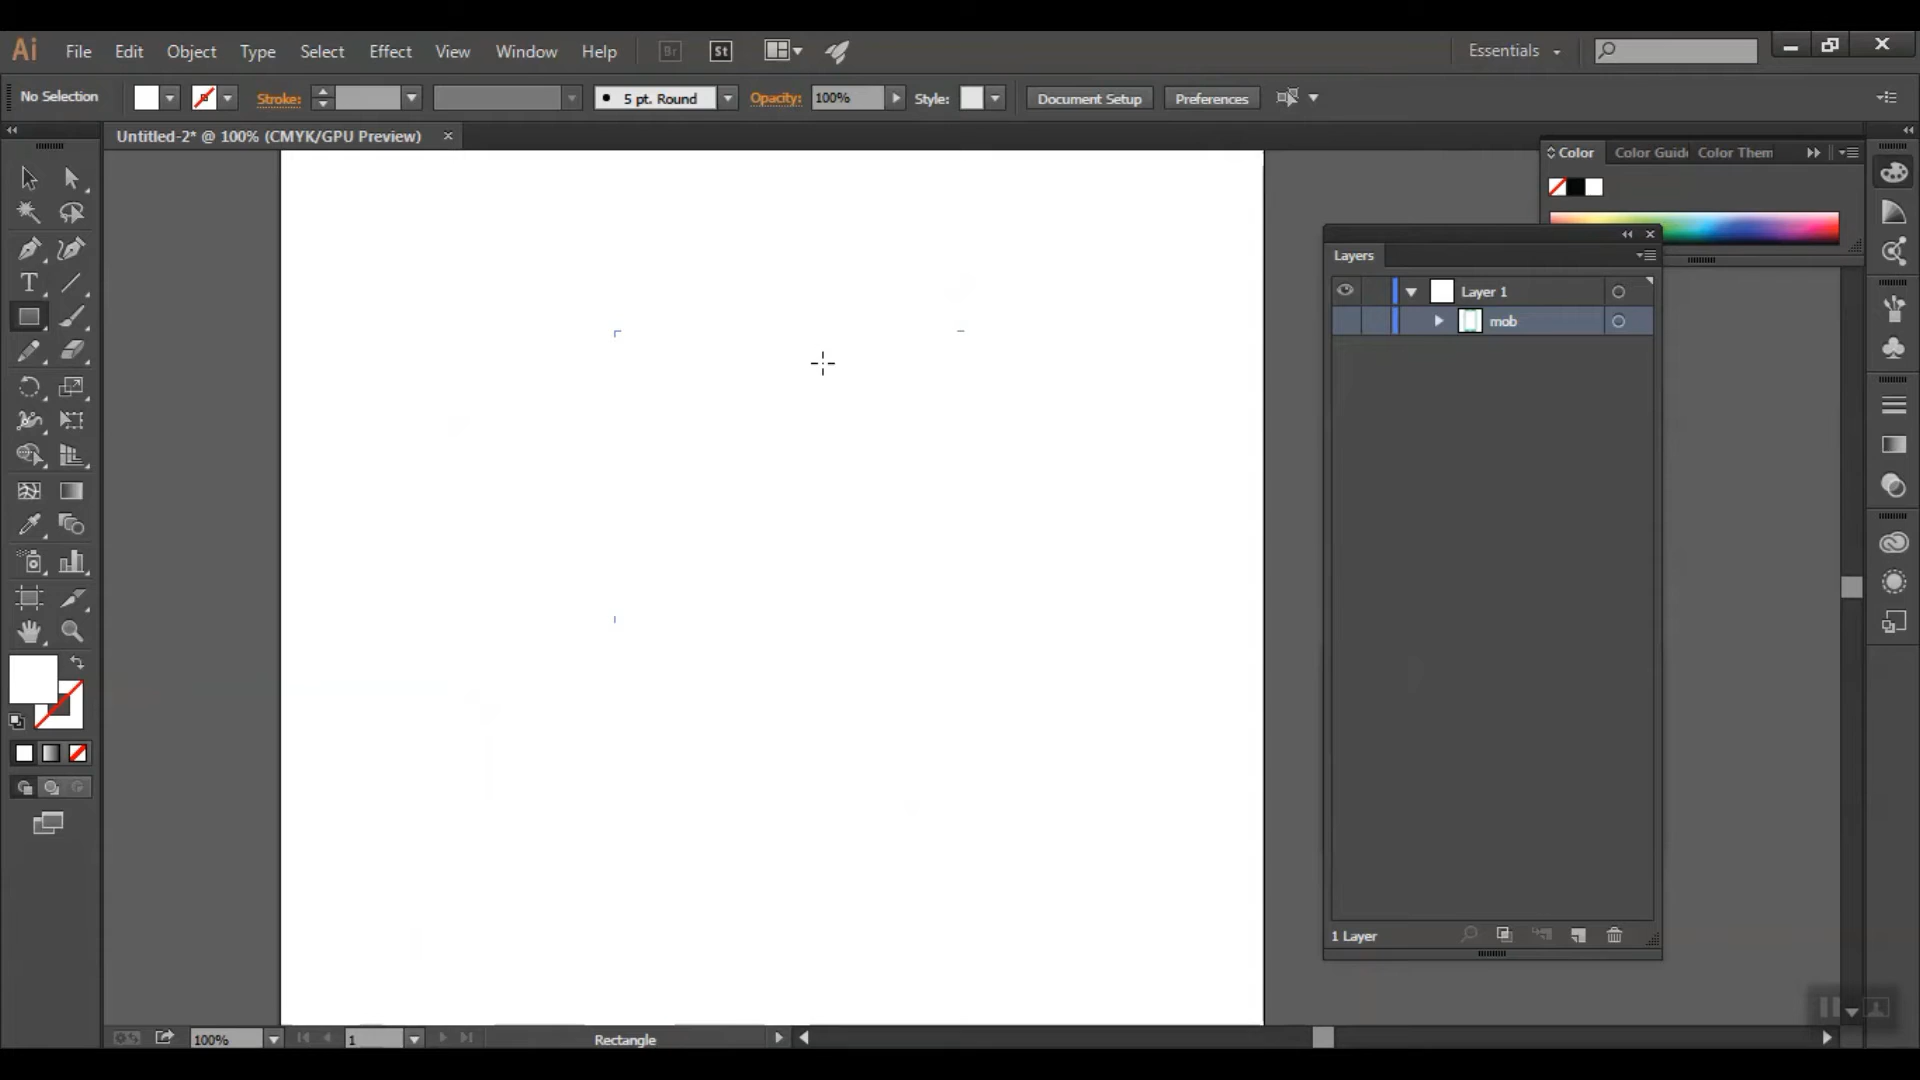 Ai File Edit Object Type Select Effect View Window Help Br St Essentials
No Selection Stroke: 5 pt. Round Opacity: 100% Style: Document Setup Preferences
Untitled-2* @ 100% (CMYK/GPU Preview)
Color Color Guid Color Them
Layers
Layer 1
mob
T
1 Layer
100% 1 Rectangle